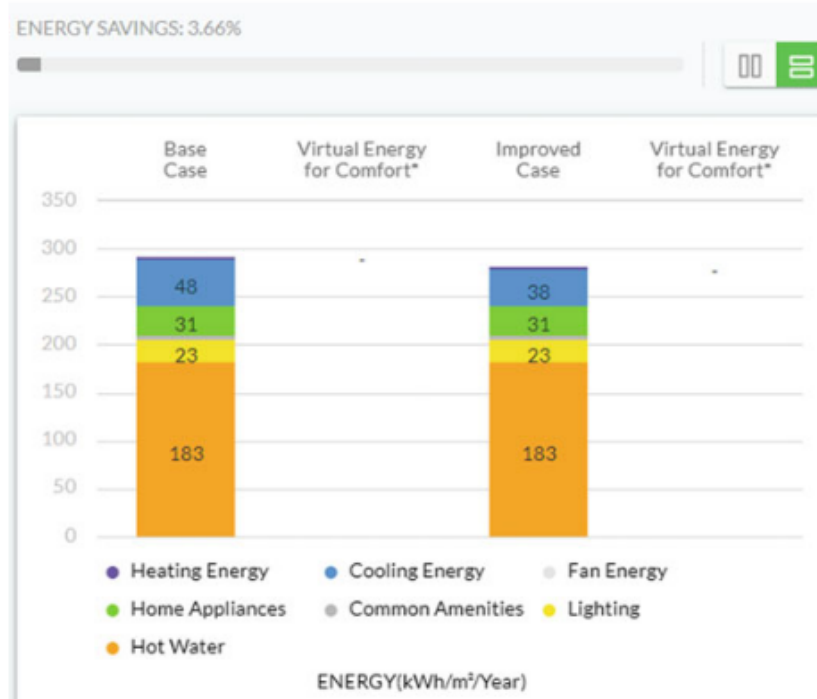 ENERGY SAVINGS: 3.66%
Base Case
Virtual Energy for Comfort*
Improved Case
Virtual Energy for Comfort*
350
300
250
200
150
100
50
0
-
-
48
31
23
183
38
31
23
183
Heating Energy
Cooling Energy
Fan Energy
Home Appliances
Common Amenities
Lighting
Hot Water
ENERGY(kWh/m²/Year)